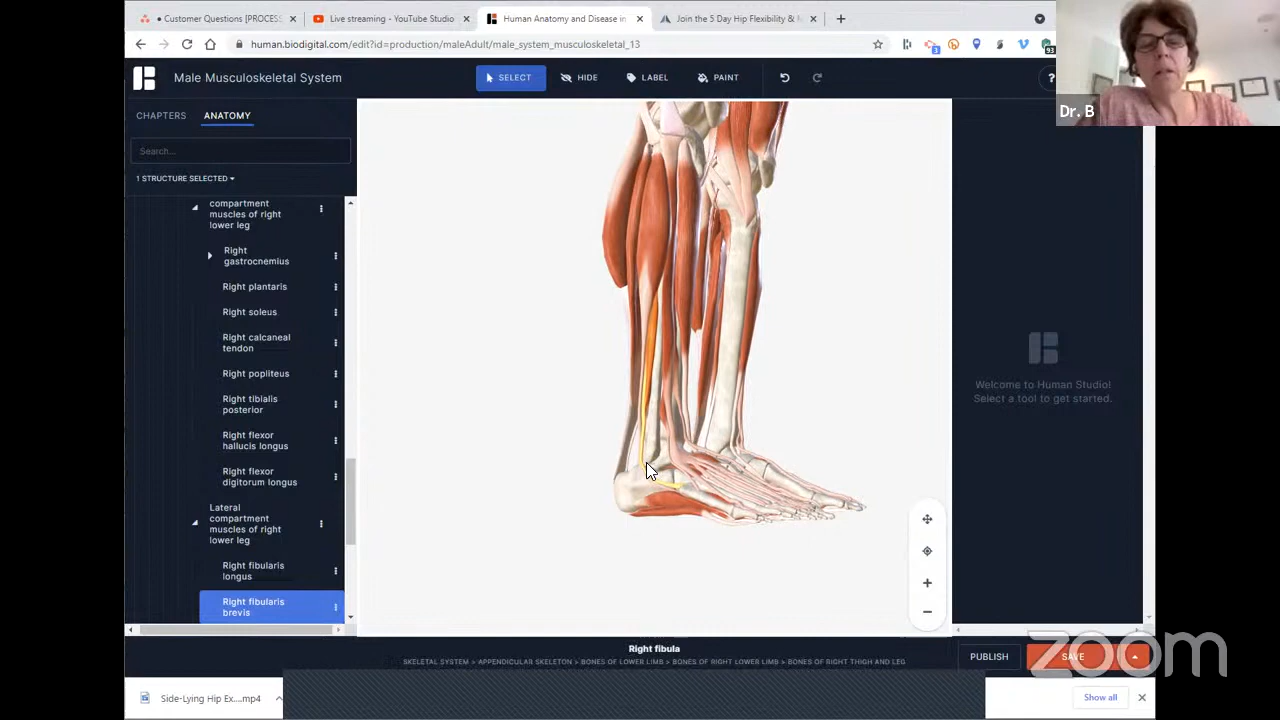 • Customer Questions [PROCESS
Live streaming - YouTube Studio
Human Anatomy and Disease in
Join the 5 Day Hip Flexibility &
human.biodigital.com/edit?id=production/maleAdult/male_system_musculoskeletal_13
3
93
Male Musculoskeletal System
SELECT
HIDE
LABEL
PAINT
?
Dr. B
CHAPTERS
ANATOMY
Search...
1 STRUCTURE SELECTED
compartment
muscles of right
lower leg
Right
gastrocnemius
Right plantaris
Right soleus
Right calcaneal
tendon
Right popliteus
Right tibialis
posterior
Right flexor
hallucis longus
Right flexor
digitorum longus
Lateral
compartment
muscles of right
lower leg
Right fibularis
longus
Right fibularis
brevis
Welcome to Human Studio!
Select a tool to get started.
Right fibula
SKELETAL SYSTEM > APPENDICULAR SKELETON > BONES OF LOWER LIMB > BONES OF RIGHT LOWER LIMB > BONES OF RIGHT THIGH AND LEG
PUBLISH
SAVE
zoom
Side-Lying Hip Ex....mp4
Show all